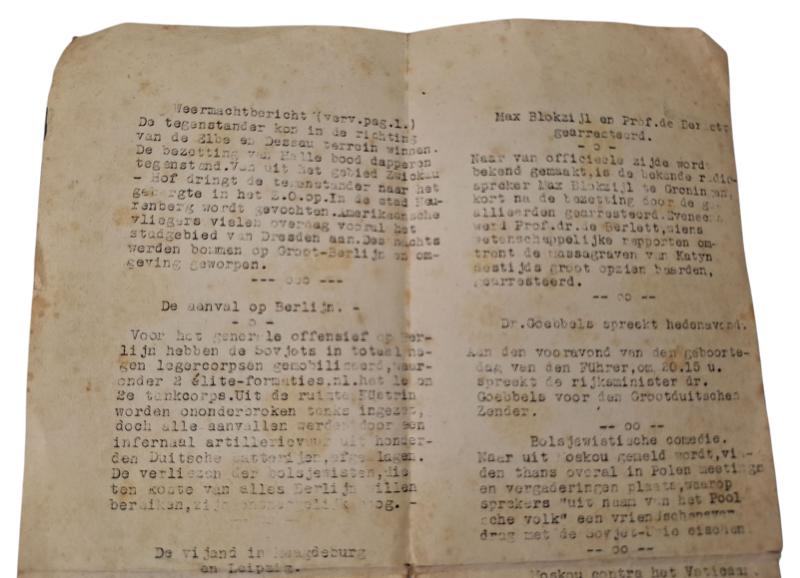 Weermachtbericht (verv.pag.1.)
De tegenstander kon in de richting
van de Elbe en Dessau terrein winnen.
De bezetting van Halle bood dapperen
tegenstand. Van uit het gebied Zwickau
- Hof dringt de tegenstander naar het
gebergte in het Z.O. op. In de stad Neu-
renberg wordt gevochten. Amerikaansche
vliegers vielen overdag vooral het
stadgebied van Dresden aan. Des nachts
werden bommen op Groot-Berlijn en om-
geving geworpen.
--- ooo ---
De aanval op Berlijn. -
- o -
Voor het generale offensief op Ber-
lijn hebben de Sovjets in totaal
gen legercorpsen gemobiliseerd, waar-
onder 2 élite-formaties.nl. het 1e en
2e tankcorps. Uit de ruimte Küstrin
worden ononderbroken tanks ingezet,
doch alle aanvallen werden door een
infernaal artillerievuur uit honder-
den Duitsche batterijen, afgeslagen.
De verliezen der bolsjewisten, die
ten koste van alles Berlijn willen
bereiken, zijn hoog. -
De vijand in Maagdeburg
en Leipzig.
Max Blokzijl en Prof. de
gearresteerd.
- o -
Naar van officieele zijde wordt
bekend gemaakt, is de bekende radio-
spreker Max Blokzijl te Groningen,
kort na de bezetting door de ge-
allieerden gearresteerd. Eveneens
werd Prof. dr. de Berlett, wiens
wetenschappelijke rapporten om-
trent de massagraven van Katyn
destijds groot opzien baarden,
gearresteerd.
-- oo --
Dr. Goebbels spreekt hedenavond.
Aan den vooravond van den geboorte-
dag van den Führer, om 20.15 u.
spreekt de rijksminister dr.
Goebbels voor den Grootduitschen
Zender.
-- oo --
Bolsjewistische comedie.
Naar uit Moskou gemeld wordt, vin-
den thans overal in Polen meetings
en vergaderingen plaats, waarop
sprekers "uit naam van het Pool
sche volk" een vriendschapsver
drag met de Sovjet-Unie eischen
-- oo --
Moskou contra het Vaticaan.